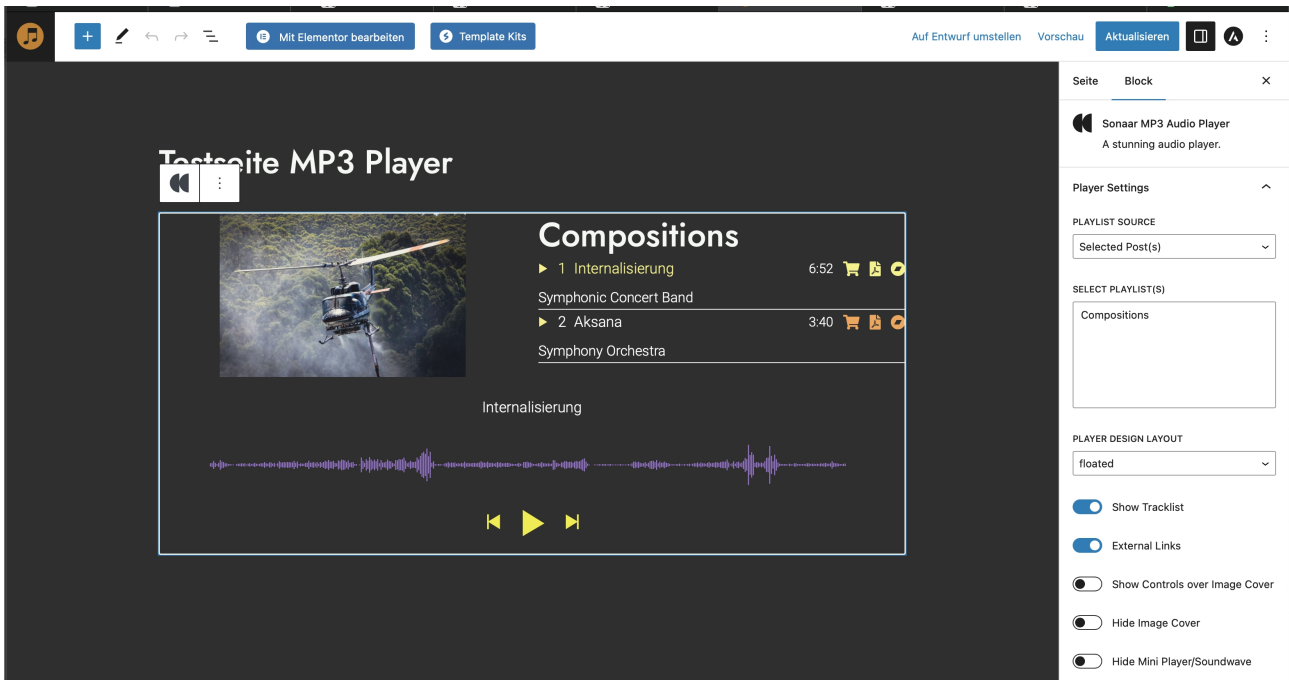 Mit Elementor bearbeiten
Template Kits
Auf Entwurf umstellen
Vorschau
Aktualisieren
Seite
Block
Sonaar MP3 Audio Player
A stunning audio player.
Player Settings
PLAYLIST SOURCE
Selected Post(s)
SELECT PLAYLIST(S)
Compositions
PLAYER DESIGN LAYOUT
floated
Show Tracklist
External Links
Show Controls over Image Cover
Hide Image Cover
Hide Mini Player/Soundwave
Testseite MP3 Player
Compositions
1 Internalisierung 6:52
Symphonic Concert Band
2 Aksana 3:40
Symphony Orchestra
Internalisierung